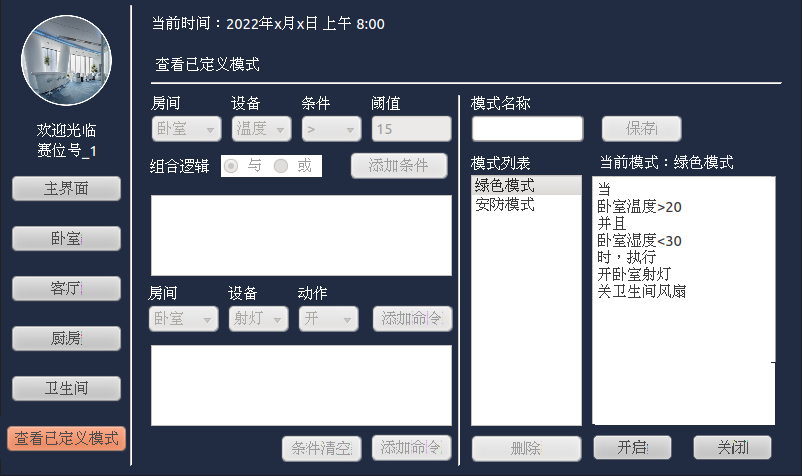 当前时间：2022年x月x日 上午 8:00
查看已定义模式
欢迎光临
赛位号_1
主界面
卧室
客厅
厨房
卫生间
查看已定义模式
房间 设备 条件 阈值
卧室 温度 > 15
组合逻辑 与 或 添加条件
房间 设备 动作
卧室 射灯 开 添加命令
条件清空 添加命令
模式名称
保存
模式列表
绿色模式
安防模式
删除
当前模式：绿色模式
当
卧室温度>20
并且
卧室湿度<30
时，执行
开卧室射灯
关卫生间风扇
开启 关闭